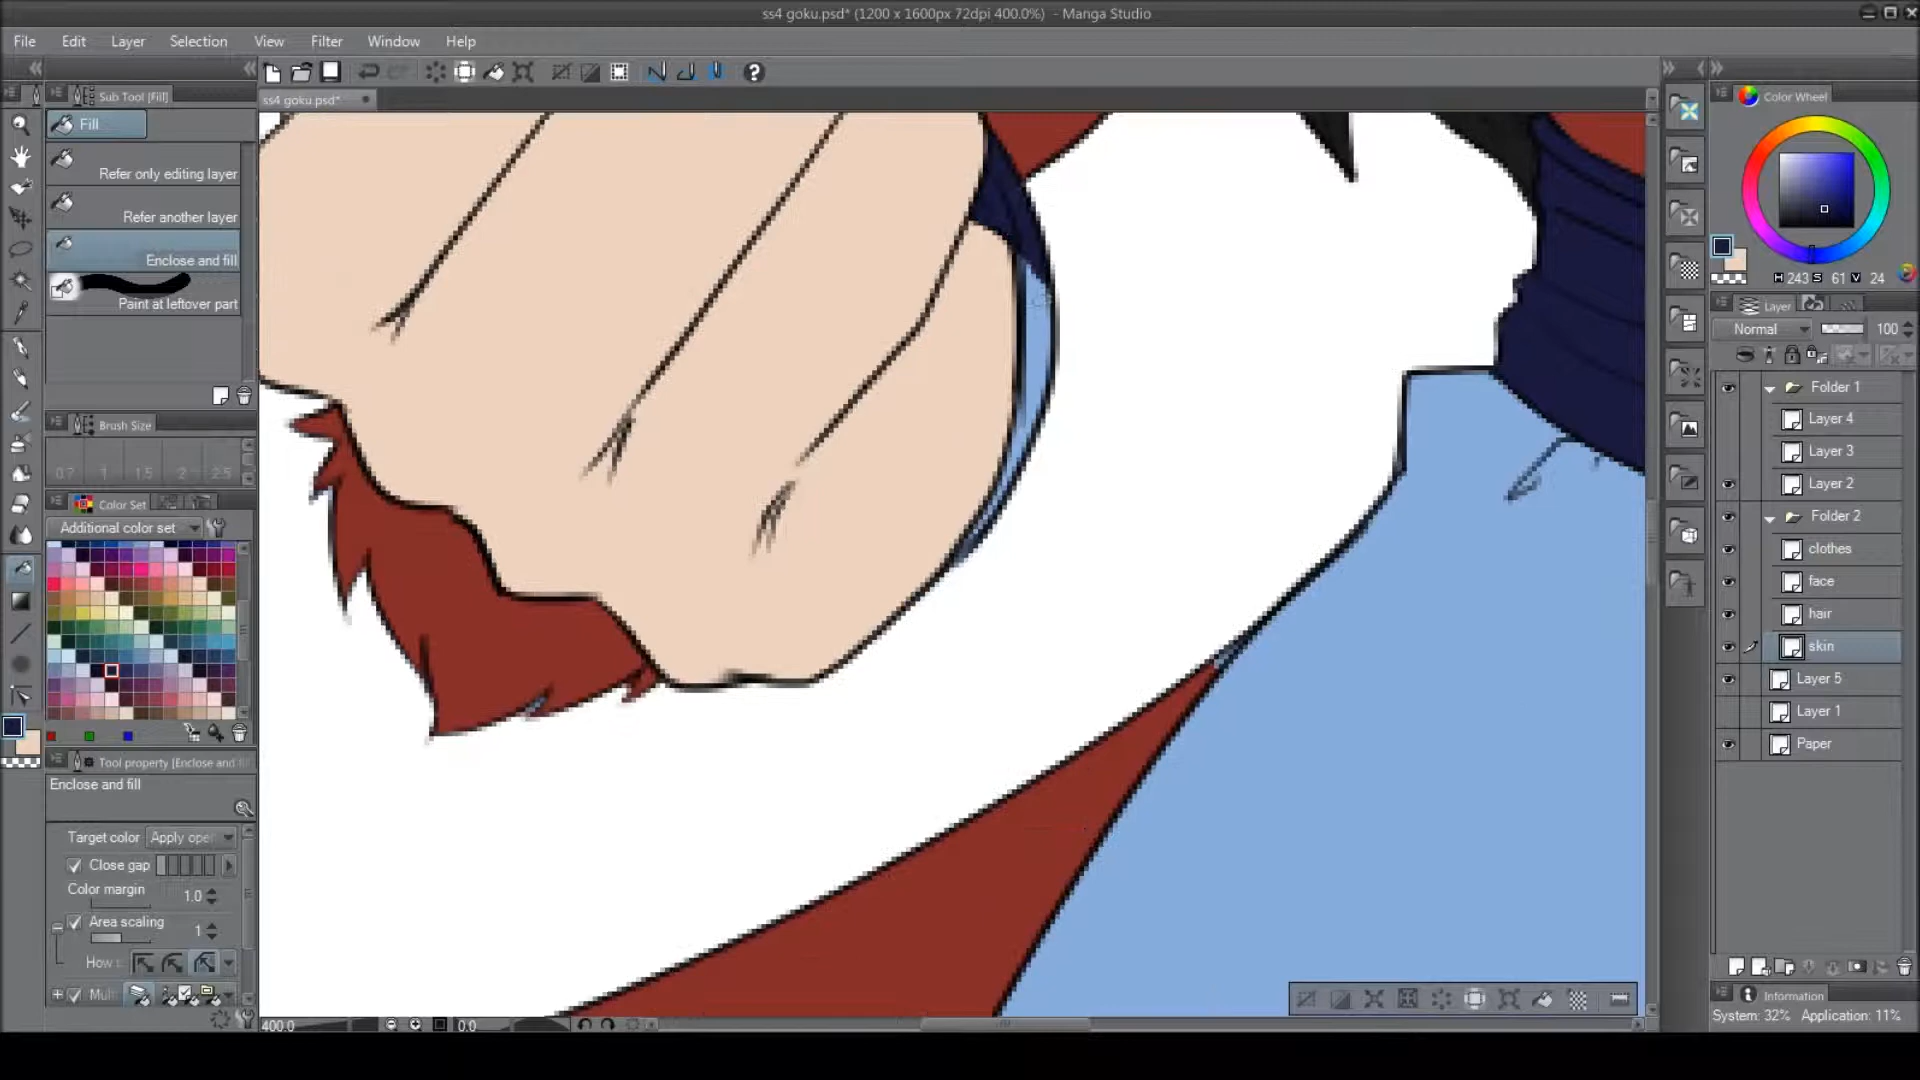 ss4 goku.psd* (1200 x 1600px 72dpi 400.0%) - Manga Studio
File Edit Layer Selection View Filter Window Help
Sub Tool [Fill]
ss4 goku.psd*
Color Wheel
Fill
Refer only editing layer
Refer another layer
Enclose and fill
Paint at leftover part
H 243 S 61 V 24
Layer
Normal 100
Folder 1
Layer 4
Layer 3
Layer 2
Folder 2
clothes
face
hair
skin
Layer 5
Layer 1
Paper
Brush Size
0.7 1 1.5 2 2.5
Color Set
Additional color set
Tool property [Enclose and fil
Enclose and fill
Target color Apply oper
Close gap
Color margin 1.0
Area scaling 1
How t
Mult
400.0 0.0
Information
System: 32% Application: 11%